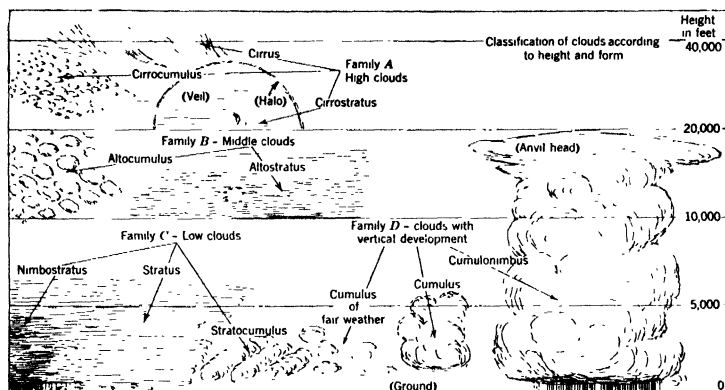 Height
in feet
Classification of clouds according
to height and form
40,000
Cirrus
Family A
High clouds
Cirrocumulus
(Veil)
(Halo)
Cirrostratus
20,000
Family B - Middle clouds
(Anvil head)
Altocumulus
Altostratus
10,000
Family C - Low clouds
Family D - clouds with
vertical development
Nimbostratus
Stratus
Cumulonimbus
Cumulus
of
fair weather
Cumulus
5,000
Stratocumulus
(Ground)
0